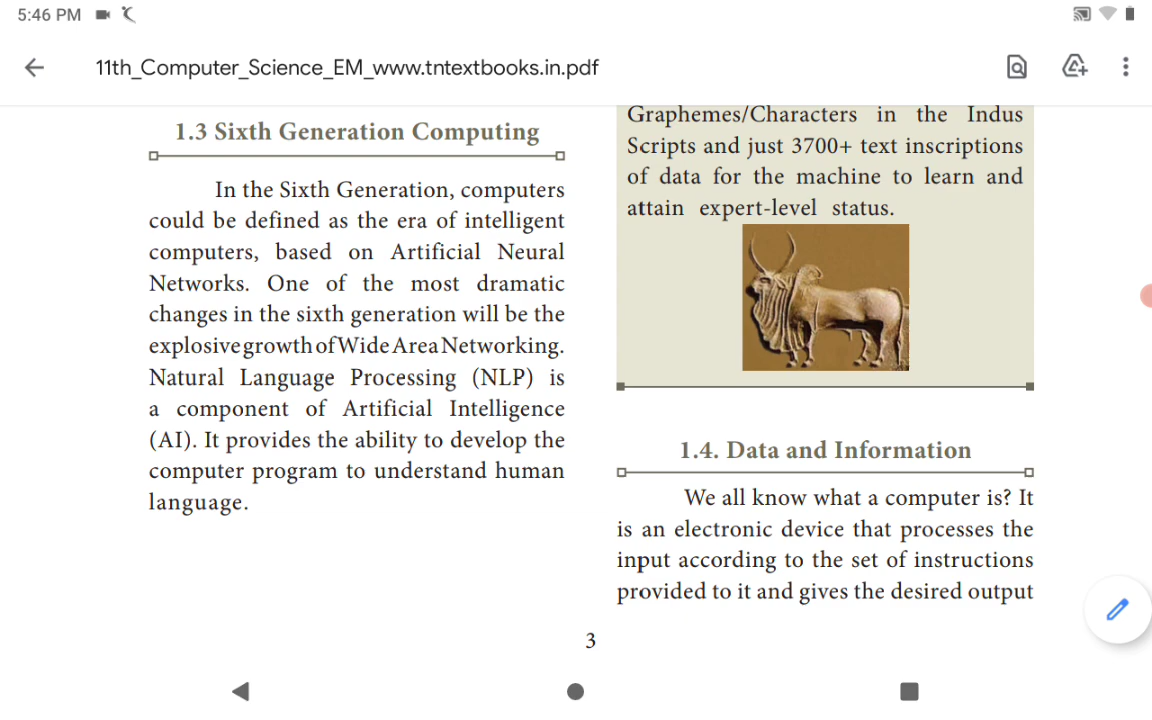 5:46 PM
11th_Computer_Science_EM_www.tntextbooks.in.pdf
1.3 Sixth Generation Computing
In the Sixth Generation, computers
could be defined as the era of intelligent
computers, based on Artificial Neural
Networks. One of the most dramatic
changes in the sixth generation will be the
explosive growth of Wide Area Networking.
Natural Language Processing (NLP) is
a component of Artificial Intelligence
(AI). It provides the ability to develop the
computer program to understand human
language.
Graphemes/Characters in the Indus
Scripts and just 3700+ text inscriptions
of data for the machine to learn and
attain expert-level status.
1.4. Data and Information
We all know what a computer is? It
is an electronic device that processes the
input according to the set of instructions
provided to it and gives the desired output
3